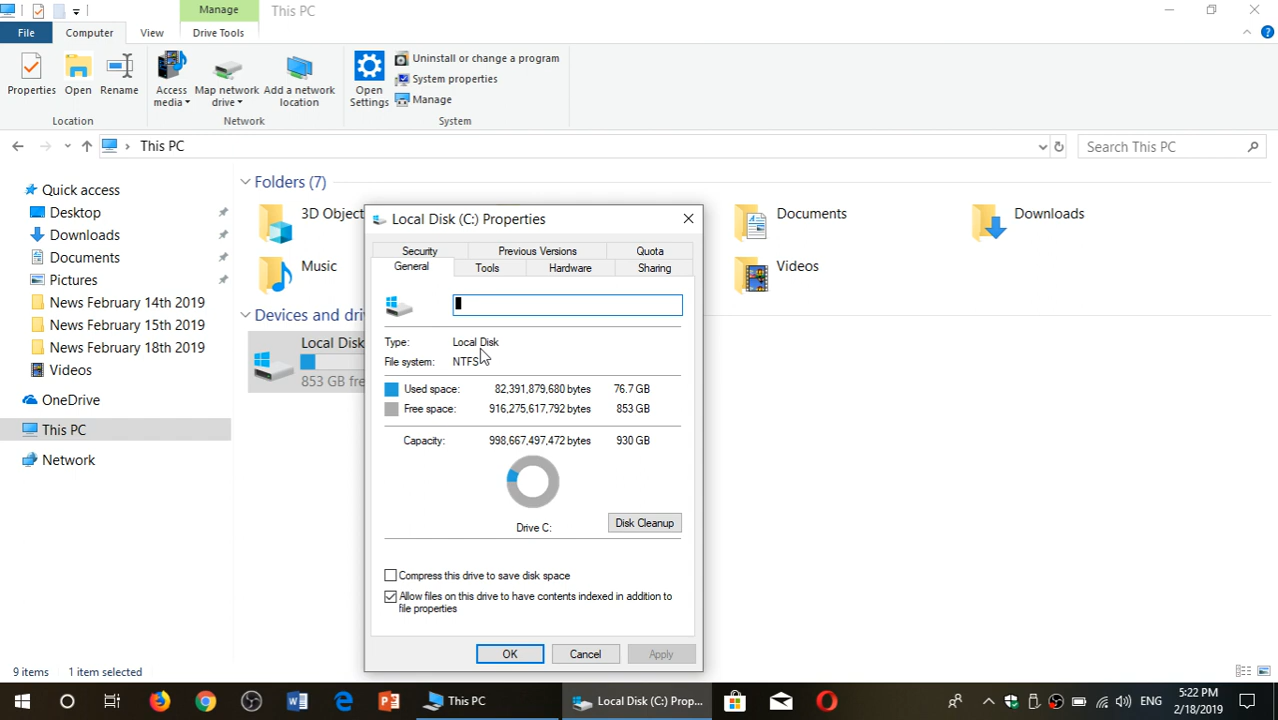 Manage
This PC
File
Computer
View
Drive Tools
Properties
Open
Rename
Access media
Map network drive
Add a network location
Open Settings
Uninstall or change a program
System properties
Manage
Location
Network
System
This PC
Search This PC
Quick access
Desktop
Downloads
Documents
Pictures
News February 14th 2019
News February 15th 2019
News February 18th 2019
Videos
OneDrive
This PC
Network
Folders (7)
3D Object
Documents
Downloads
Music
Videos
Devices and dri
Local Disk
853 GB fre
Local Disk (C:) Properties
Security
Previous Versions
Quota
General
Tools
Hardware
Sharing
Type: Local Disk
File system: NTFS
Used space: 82,391,879,680 bytes 76.7 GB
Free space: 916,275,617,792 bytes 853 GB
Capacity: 998,667,497,472 bytes 930 GB
Drive C:
Disk Cleanup
Compress this drive to save disk space
Allow files on this drive to have contents indexed in addition to
file properties
OK
Cancel
Apply
9 items
1 item selected
This PC
Local Disk (C:) Prop...
ENG
5:22 PM
2/18/2019